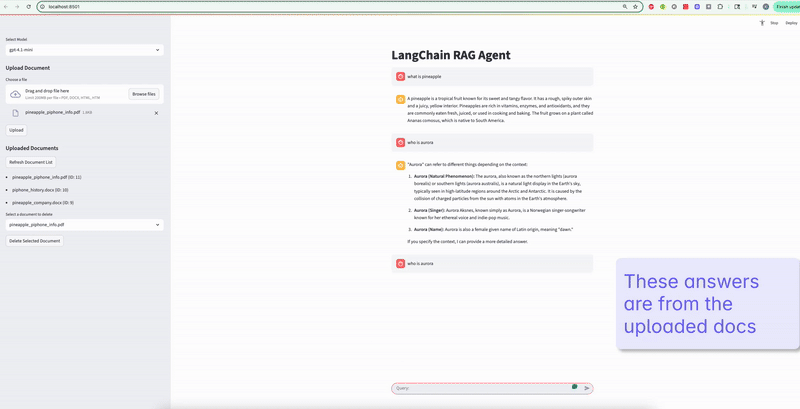 localhost:8501
Stop
Deploy
Select Model
gpt-4.1-mini
Upload Document
Choose a file
Drag and drop file here
Limit 200MB per file • PDF, DOCX, HTML, HTM
Browse files
pineapple_piphone_info.pdf
Upload
Uploaded Documents
Refresh Document List
pineapple_piphone_info.pdf (ID: 11)
piphone_history.docx (ID: 10)
pineapple_company.docx (ID: 9)
Select a document to delete
pineapple_piphone_info.pdf
Delete Selected Document
LangChain RAG Agent
what is pineapple
A pineapple is a tropical fruit known for its sweet and tangy flavor. It has a rough, spiky outer skin
and a juicy, yellow interior. Pineapples are rich in vitamins, enzymes, and antioxidants, and they
are commonly eaten fresh, juiced, or used in cooking and baking. The fruit grows on a plant called
Ananas comosus, which is native to South America.
who is aurora
"Aurora" can refer to different things depending on the context:
1. Aurora (Natural Phenomenon): The aurora, also known as the northern lights (aurora
borealis) or southern lights (aurora australis), is a natural light display in the Earth's sky,
typically seen in high-latitude regions around the Arctic and Antarctic. It is caused by the
collision of charged particles from the sun with atoms in the Earth's atmosphere.
2. Aurora (Singer): Aurora Aksnes, known simply as Aurora, is a Norwegian singer-songwriter
known for her ethereal voice and indie-pop music.
3. Aurora (Name): Aurora is also a female given name of Latin origin, meaning "dawn."
If you specify the context, I can provide a more detailed answer.
who is aurora
These answers
are from the
uploaded docs
Query: